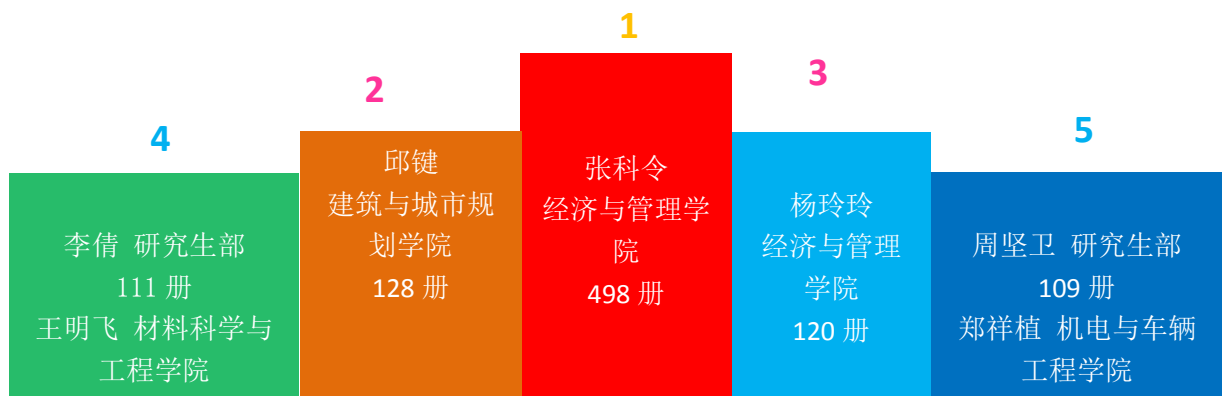 1
2
3
4
5
李倩 研究生部
111 册
王明飞 材料科学与
工程学院
邱键
建筑与城市规
划学院
128 册
张科令
经济与管理学
院
498 册
杨玲玲
经济与管理
学院
120 册
周坚卫 研究生部
109 册
郑祥植 机电与车辆
工程学院